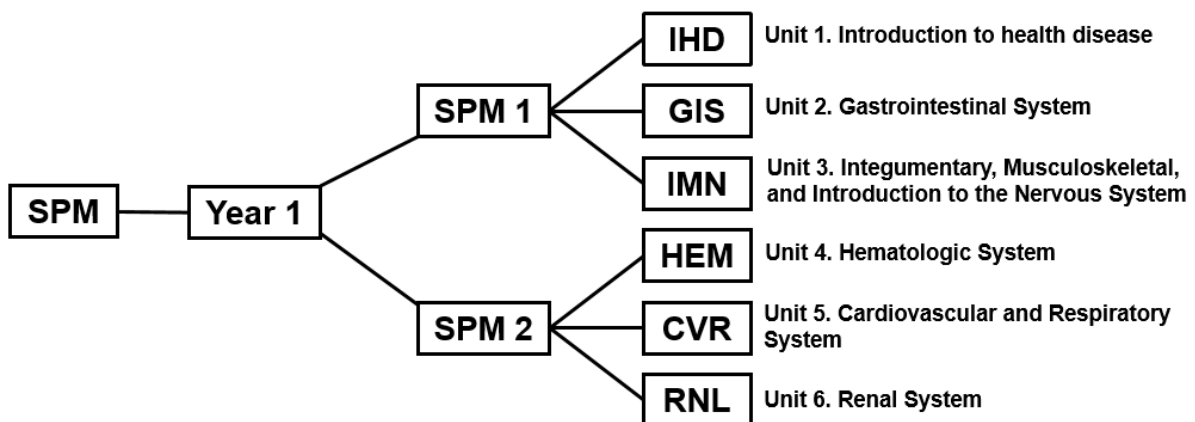 IHD Unit 1. Introduction to health disease
SPM 1 GIS Unit 2. Gastrointestinal System
IMN Unit 3. Integumentary, Musculoskeletal,
and Introduction to the Nervous System
SPM Year 1
HEM Unit 4. Hematologic System
SPM 2 CVR Unit 5. Cardiovascular and Respiratory
System
RNL Unit 6. Renal System